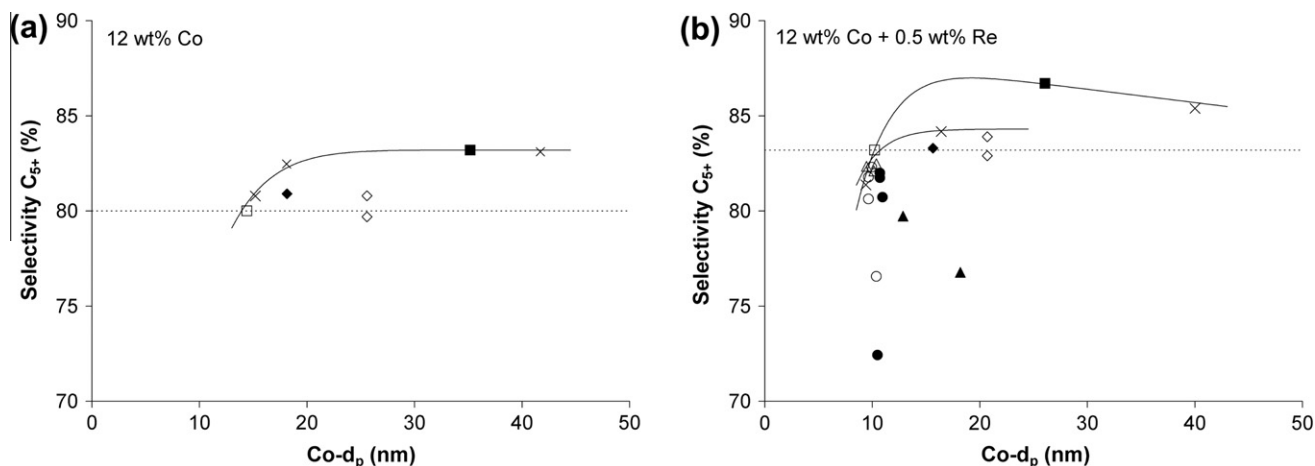 (a)
12 wt% Co
90
85
80
75
70
Selectivity C5+ (%)
0 10 20 30 40 50
Co-dp (nm)
(b)
12 wt% Co + 0.5 wt% Re
90
85
80
75
70
Selectivity C5+ (%)
0 10 20 30 40 50
Co-dp (nm)